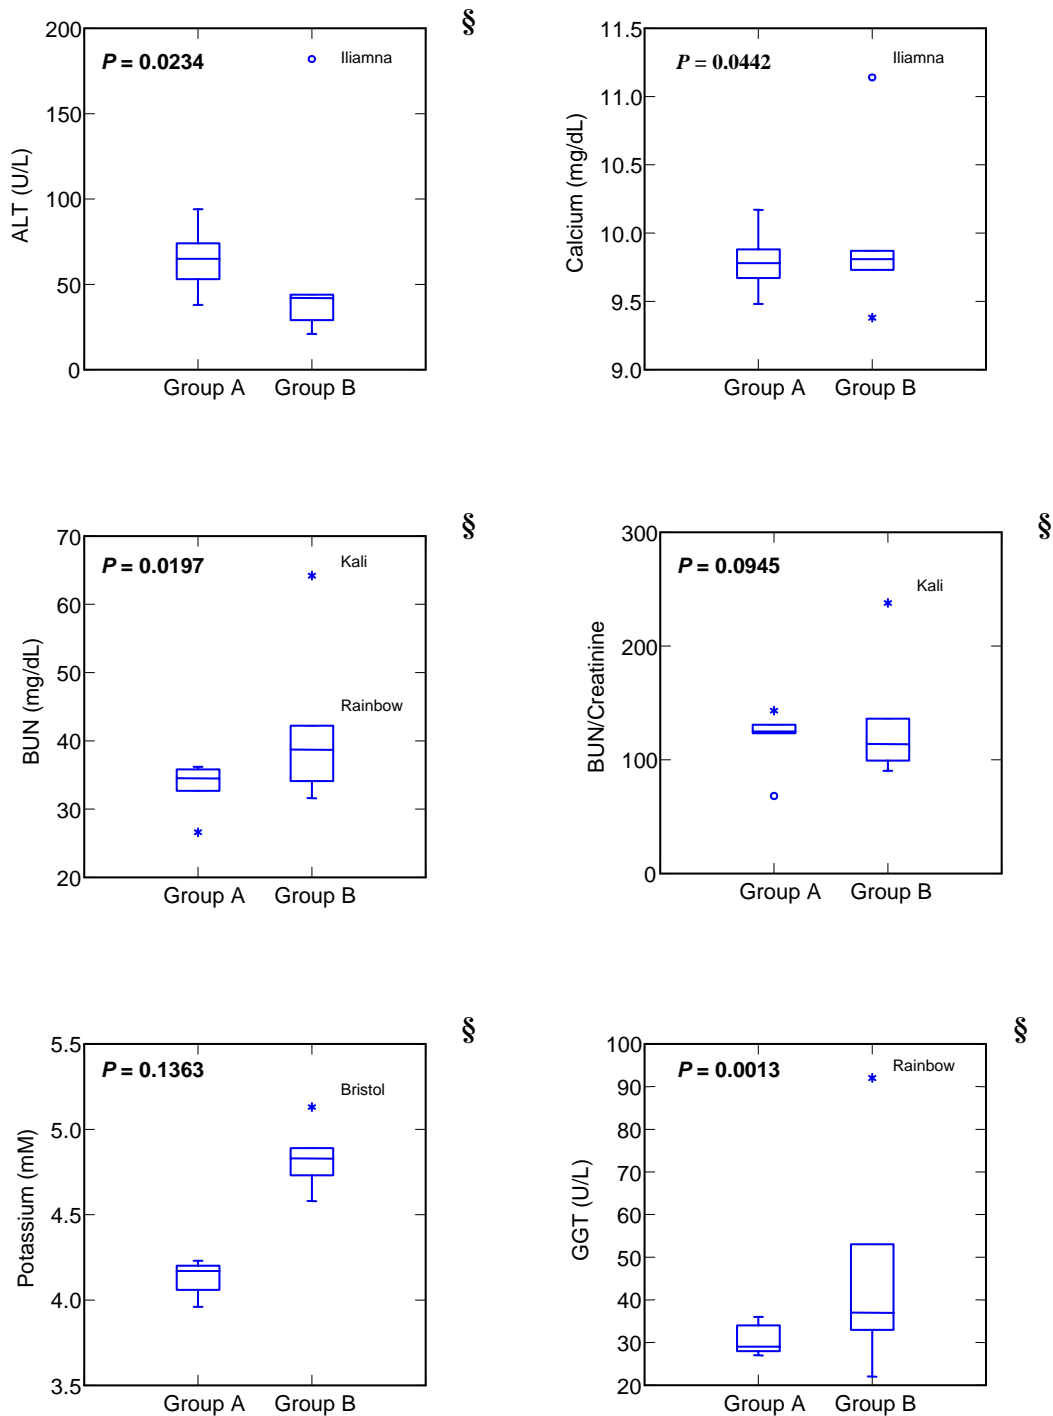 §
200
150
100
50
0
ALT (U/L)
P = 0.0234
Iliamna
Group A Group B
11.5
11.0
10.5
10.0
9.5
9.0
Calcium (mg/dL)
P = 0.0442
Iliamna
Group A Group B
§
70
60
50
40
30
20
BUN (mg/dL)
P = 0.0197
Kali
Rainbow
Group A Group B
§
300
200
100
0
BUN/Creatinine
P = 0.0945
Kali
Group A Group B
§
5.5
5.0
4.5
4.0
3.5
Potassium (mM)
P = 0.1363
Bristol
Group A Group B
§
100
90
80
70
60
50
40
30
20
GGT (U/L)
P = 0.0013
Rainbow
Group A Group B